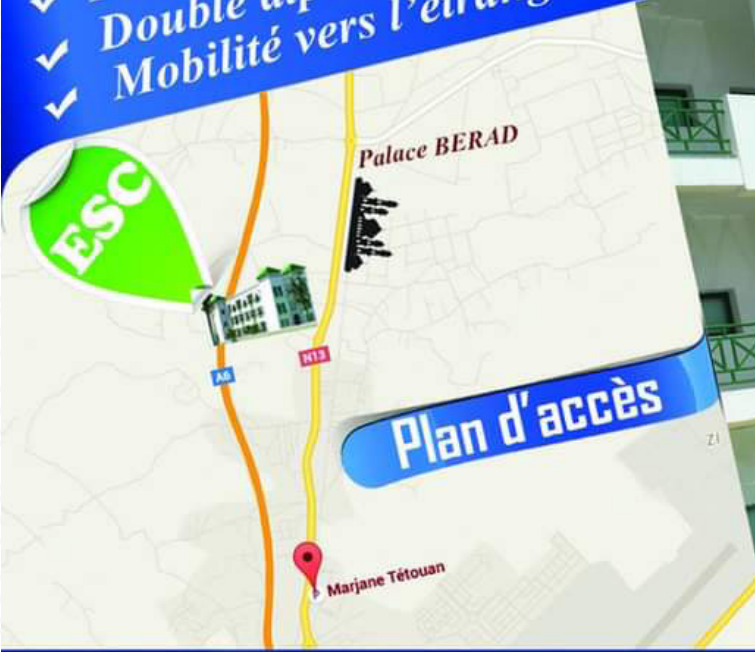 Double
Mobilité vers l'étrang
Palace BERAD
ESC
N13
A6
Plan d'accès
ZI
Marjane Tétouan